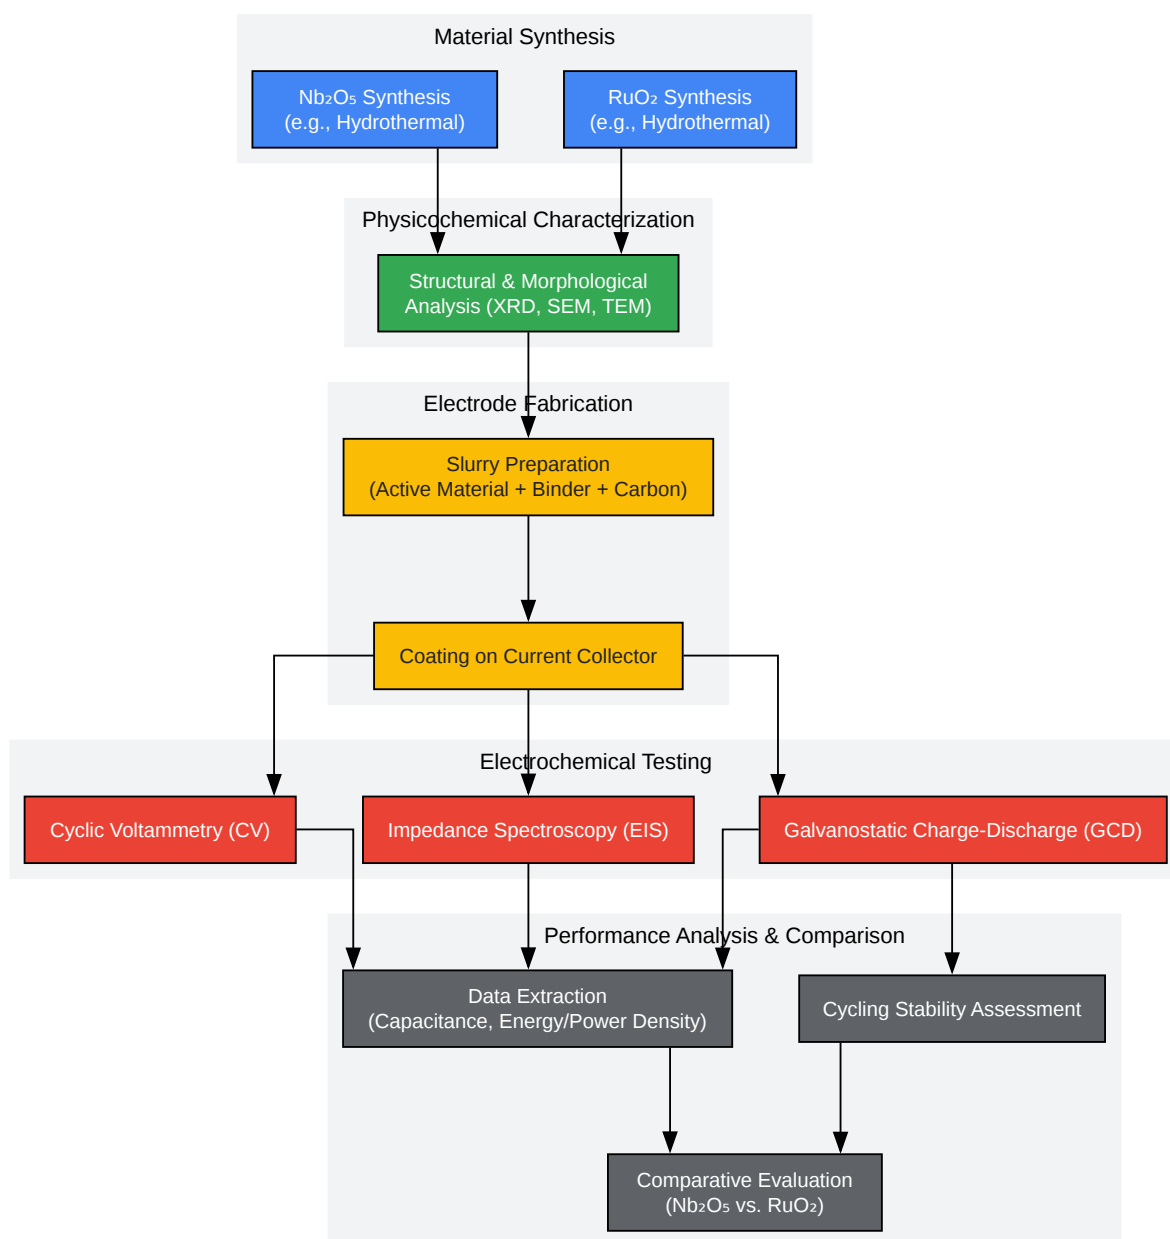 Material Synthesis
Nb₂O₅ Synthesis
(e.g., Hydrothermal)
RuO₂ Synthesis
(e.g., Hydrothermal)
Physicochemical Characterization
Structural & Morphological
Analysis (XRD, SEM, TEM)
Electrode Fabrication
Slurry Preparation
(Active Material + Binder + Carbon)
Coating on Current Collector
Electrochemical Testing
Cyclic Voltammetry (CV)
Impedance Spectroscopy (EIS)
Galvanostatic Charge-Discharge (GCD)
Performance Analysis & Comparison
Data Extraction
(Capacitance, Energy/Power Density)
Cycling Stability Assessment
Comparative Evaluation
(Nb₂O₅ vs. RuO₂)